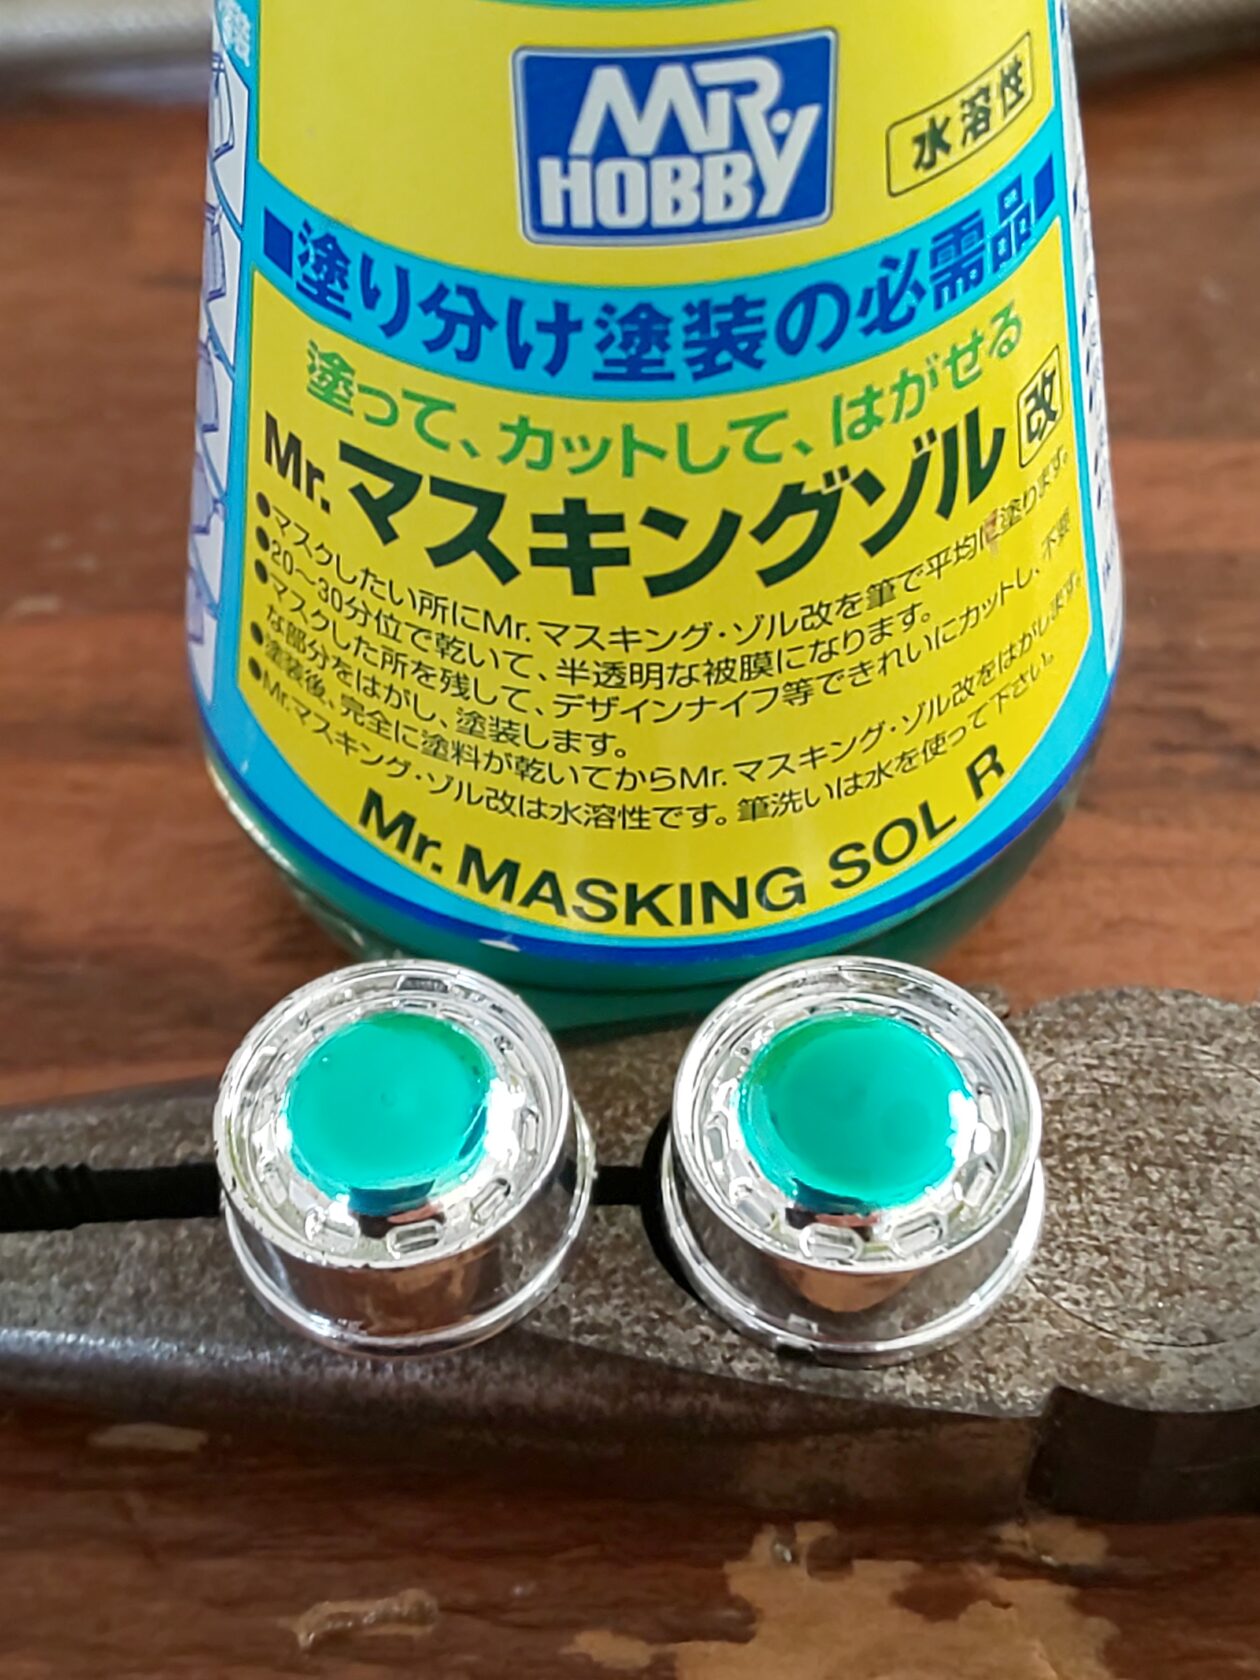 MR.
HOBBY
水溶性
■塗り分け塗装の必需品■
塗って、カットして、はがせる
Mr.マスキングゾル 改
●マスクしたい所にMr.マスキング・ゾル改を筆で平均に塗ります。
●20〜30分位で乾いて、半透明な被膜になります。
●マスクした所を残して、デザインナイフ等できれいにカットし、不要
な部分をはがし、塗装します。
●塗装後、完全に塗料が乾いてからMr.マスキング・ゾル改をはがします。
●Mr.マスキング・ゾル改は水溶性です。筆洗いは水を使って下さい。
Mr. MASKING SOL R